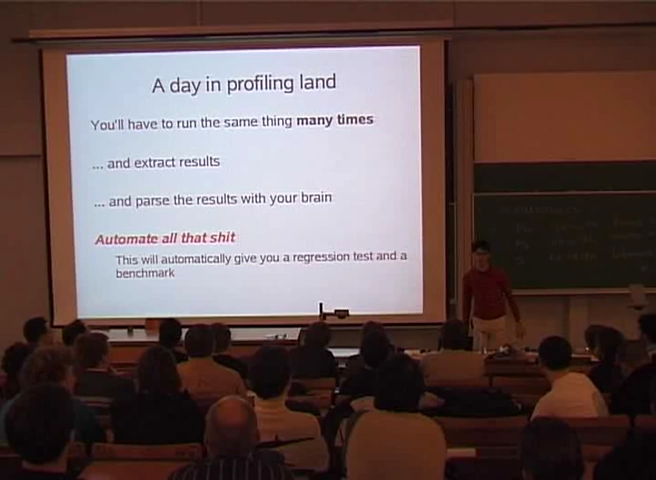 A day in profiling land
You'll have to run the same thing many times
... and extract results
... and parse the results with your brain
Automate all that shit
This will automatically give you a regression test and a
benchmark